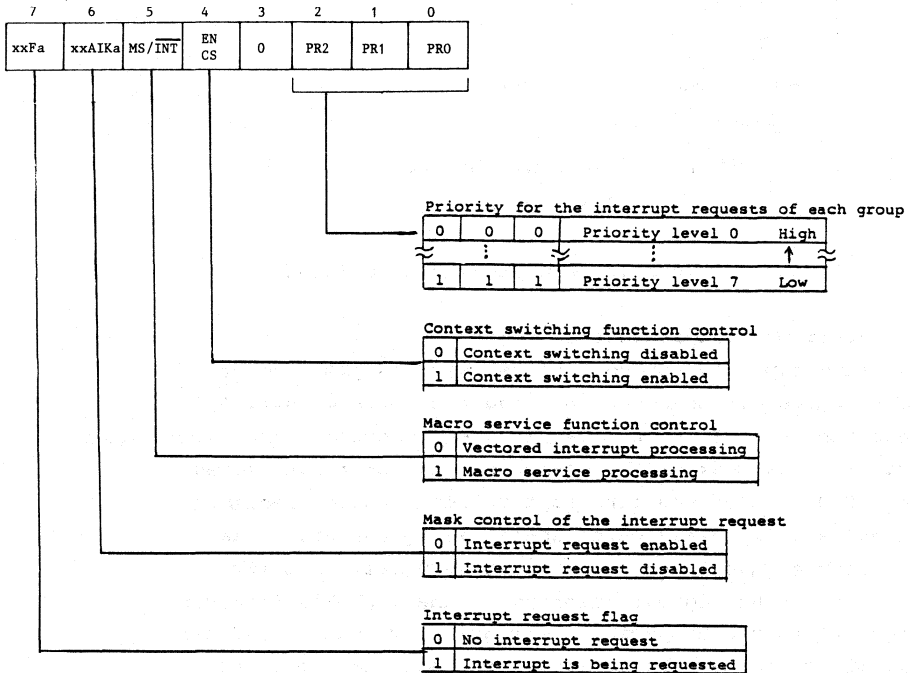 7 6 5 4 3 2 1 0
xxFa xxAIKa MS/INT EN CS 0 PR2 PR1 PR0
Priority for the interrupt requests of each group
0 0 0 Priority level 0 High
⋮ ⋮ ↑
1 1 1 Priority level 7 Low
Context switching function control
0 Context switching disabled
1 Context switching enabled
Macro service function control
0 Vectored interrupt processing
1 Macro service processing
Mask control of the interrupt request
0 Interrupt request enabled
1 Interrupt request disabled
Interrupt request flag
0 No interrupt request
1 Interrupt is being requested